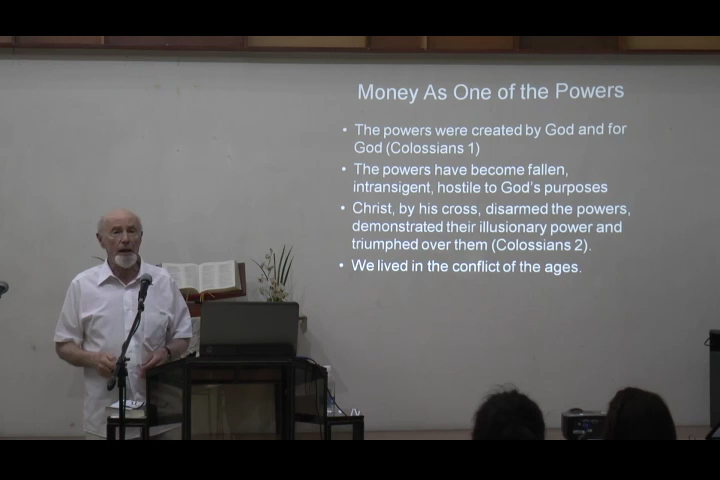 Money As One of the Powers
• The powers were created by God and for
God (Colossians 1)
• The powers have become fallen,
intransigent, hostile to God's purposes
• Christ, by his cross, disarmed the powers,
demonstrated their illusionary power and
triumphed over them (Colossians 2).
• We lived in the conflict of the ages.